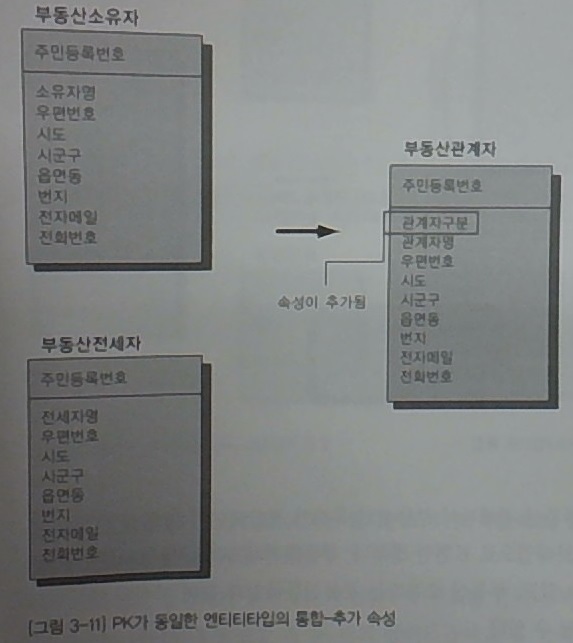 부동산소유자
주민등록번호
소유자명
우편번호
시도
시군구
읍면동
번지
전자메일
전화번호
부동산전세자
주민등록번호
전세자명
우편번호
시도
시군구
읍면동
번지
전자메일
전화번호
속성이 추가됨
부동산관계자
주민등록번호
관계자구분
관계자명
우편번호
시도
시군구
읍면동
번지
전자메일
전화번호
[그림 3-11] PK가 동일한 엔티티타입의 통합-추가 속성